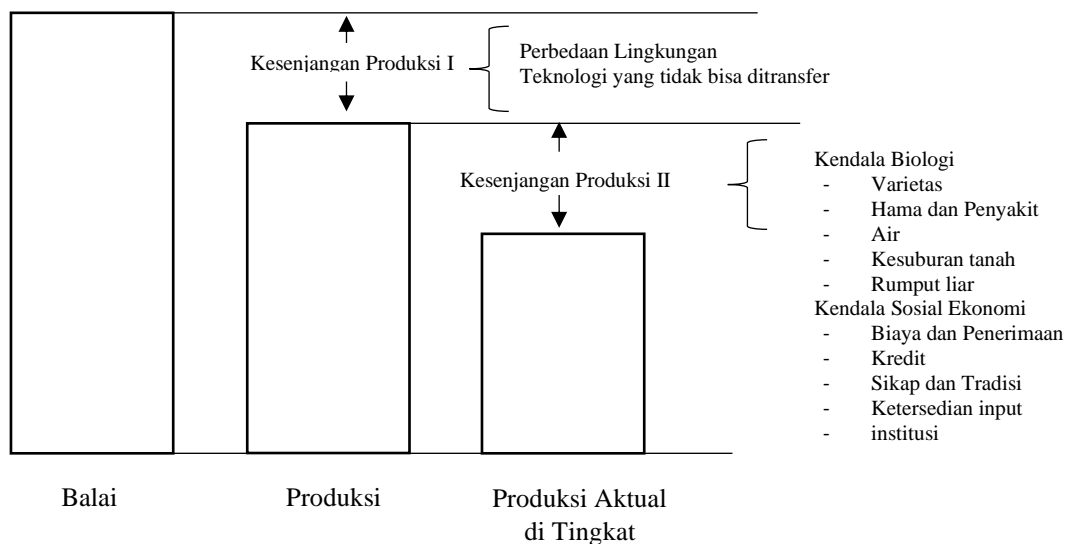 Kesenjangan Produksi I
Perbedaan Lingkungan
Teknologi yang tidak bisa ditransfer
Kesenjangan Produksi II
Kendala Biologi
- Varietas
- Hama dan Penyakit
- Air
- Kesuburan tanah
- Rumput liar
Kendala Sosial Ekonomi
- Biaya dan Penerimaan
- Kredit
- Sikap dan Tradisi
- Ketersedian input
- institusi
Balai
Produksi
Produksi Aktual
di Tingkat